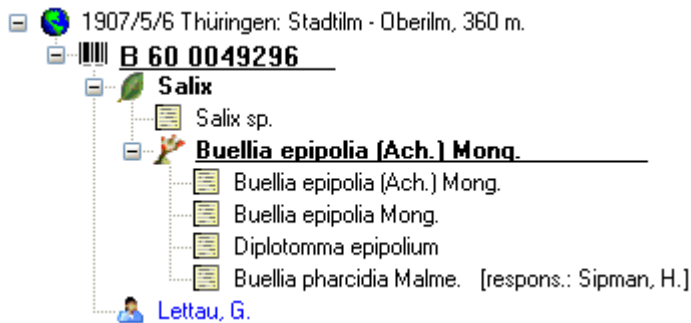 1907/5/6 Thüringen: Stadtilm - Oberilm, 360 m.
B 60 0049296
Salix
Salix sp.
Buellia epipolia (Ach.) Mong.
Buellia epipolia (Ach.) Mong.
Buellia epipolia Mong.
Diplotomma epipolium
Buellia pharcidia Malme. [respons.: Sipman, H.]
Lettau, G.